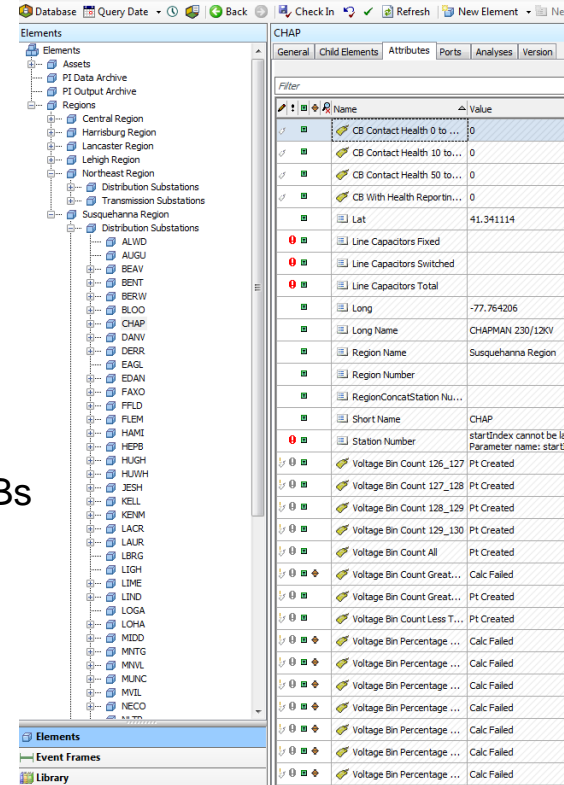 Database Query Date Back Check In Refresh New Element Ne
Elements
Elements
Assets
PI Data Archive
PI Output Archive
Regions
Central Region
Harrisburg Region
Lancaster Region
Lehigh Region
Northeast Region
Distribution Substations
Transmission Substations
Susquehanna Region
Distribution Substations
ALWD
AUGU
BEAV
BENT
BERW
BLOO
CHAP
DANV
DERR
EAGL
EDAN
FAXO
FFLD
FLEM
HAMI
HEPB
HUGH
HUWH
JESH
KELL
KENM
LACR
LAUR
LBRG
LIGH
LIME
LIND
LOGA
LOHA
MIDD
MNTG
MNVL
MUNC
MVIL
NECO
Elements
Event Frames
Library
Bs
CHAP
General Child Elements Attributes Ports Analyses Version
Filter
Name Value
CB Contact Health 0 to ... 0
CB Contact Health 10 to... 0
CB Contact Health 50 to... 0
CB With Health Reportin... 0
Lat 41.341114
Line Capacitors Fixed
Line Capacitors Switched
Line Capacitors Total
Long -77.764206
Long Name CHAPMAN 230/12KV
Region Name Susquehanna Region
Region Number
RegionConcatStation Nu...
Short Name CHAP
Station Number startIndex cannot be la
Parameter name: start
Voltage Bin Count 126_127 Pt Created
Voltage Bin Count 127_128 Pt Created
Voltage Bin Count 128_129 Pt Created
Voltage Bin Count 129_130 Pt Created
Voltage Bin Count All Pt Created
Voltage Bin Count Great... Calc Failed
Voltage Bin Count Great... Pt Created
Voltage Bin Count Less T... Pt Created
Voltage Bin Percentage ... Calc Failed
Voltage Bin Percentage ... Calc Failed
Voltage Bin Percentage ... Calc Failed
Voltage Bin Percentage ... Calc Failed
Voltage Bin Percentage ... Calc Failed
Voltage Bin Percentage ... Calc Failed